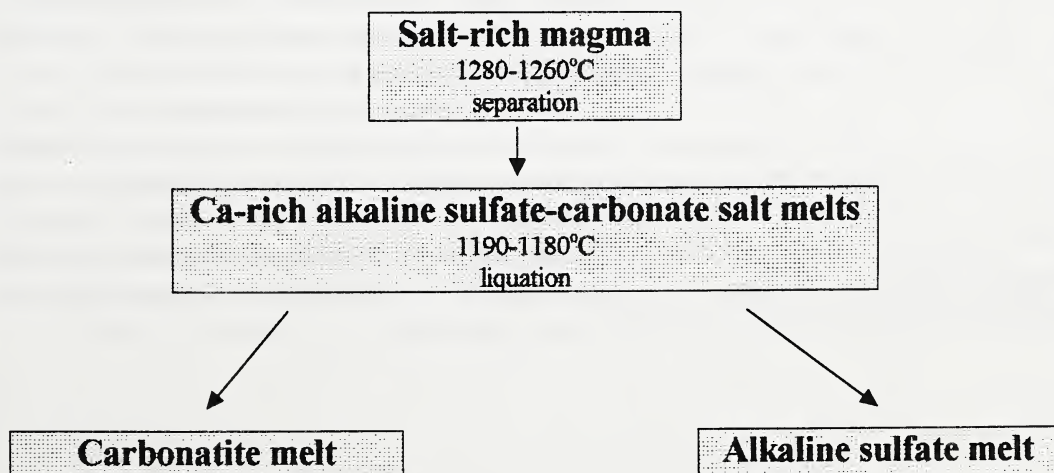 Salt-rich magma
1280-1260°C
separation
Ca-rich alkaline sulfate-carbonate salt melts
1190-1180°C
liquation
Carbonatite melt
Alkaline sulfate melt